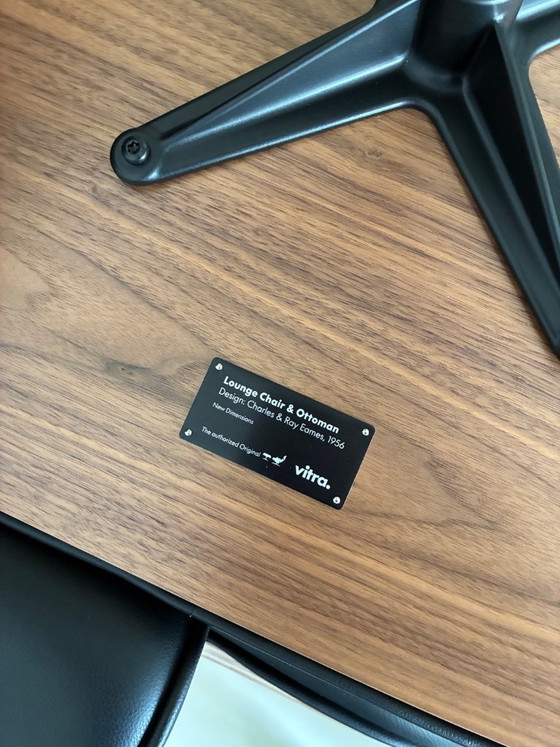 Lounge Chair & Ottoman
Design: Charles & Ray Eames, 1956
New Dimensions
The authorized Original
vitra.